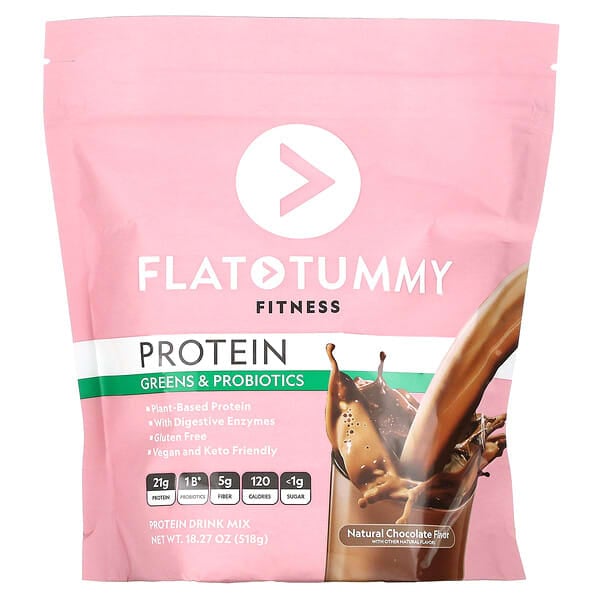 FLAT TUMMY
FITNESS
PROTEIN
GREENS & PROBIOTICS
Plant-Based Protein
With Digestive Enzymes
Gluten Free
Vegan and Keto Friendly
21g 1 B* 5g 120 <1g
PROTEIN PROBIOTICS FIBER CALORIES SUGAR
PROTEIN DRINK MIX
NET WT. 18.27 OZ (518g)
Natural Chocolate Flavor
WITH OTHER NATURAL FLAVORS